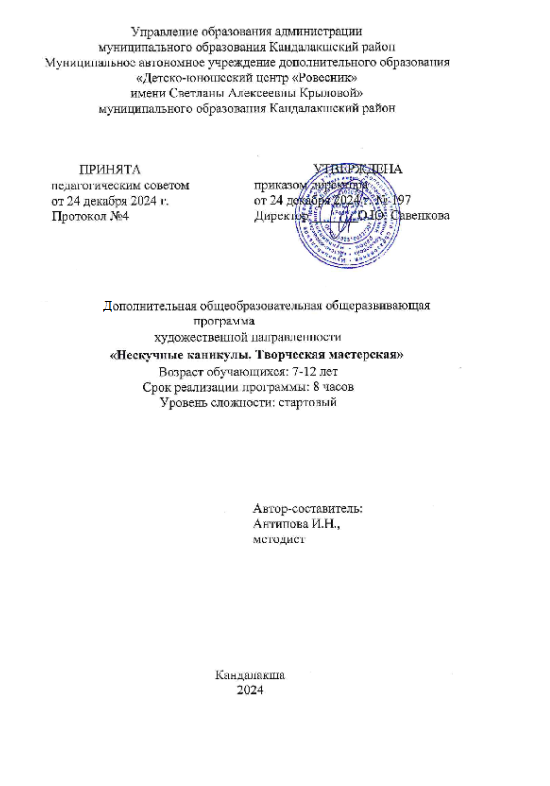 Управление образования администрации
муниципального образования Кандалакшский район
Муниципальное автономное учреждение дополнительного образования
«Детско-юношеский центр «Ровесник»
имени Светланы Алексеевны Крыловой»
муниципального образования Кандалакшский район
ПРИНЯТА
педагогическим советом
от 24 декабря 2024 г.
Протокол №4
УТВЕРЖДЕНА
приказом директора
от 24 декабря 2024 г. № 197
Директор О.Ю. Савенкова
Дополнительная общеобразовательная общеразвивающая
программа
художественной направленности
«Нескучные каникулы. Творческая мастерская»
Возраст обучающихся: 7-12 лет
Срок реализации программы: 8 часов
Уровень сложности: стартовый
Автор-составитель:
Антипова И.Н.,
методист
Кандалакша
2024